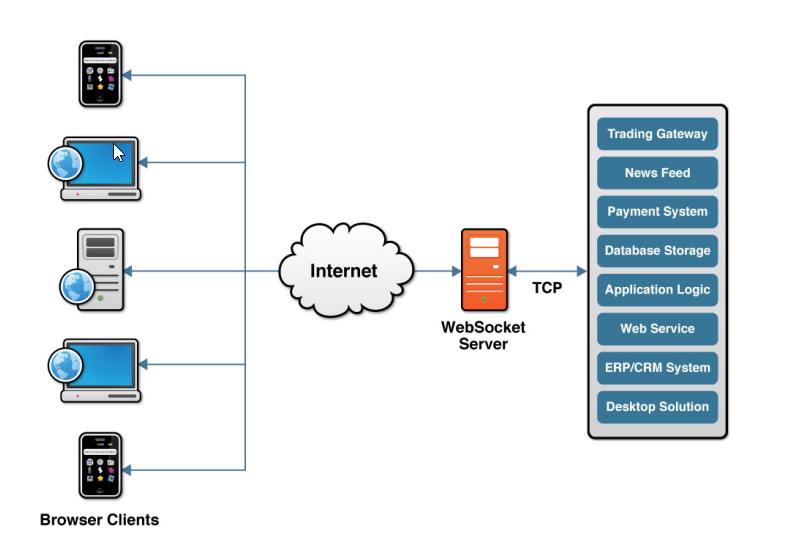 Internet
TCP
WebSocket
Server
Trading Gateway
News Feed
Payment System
Database Storage
Application Logic
Web Service
ERP/CRM System
Desktop Solution
Browser Clients